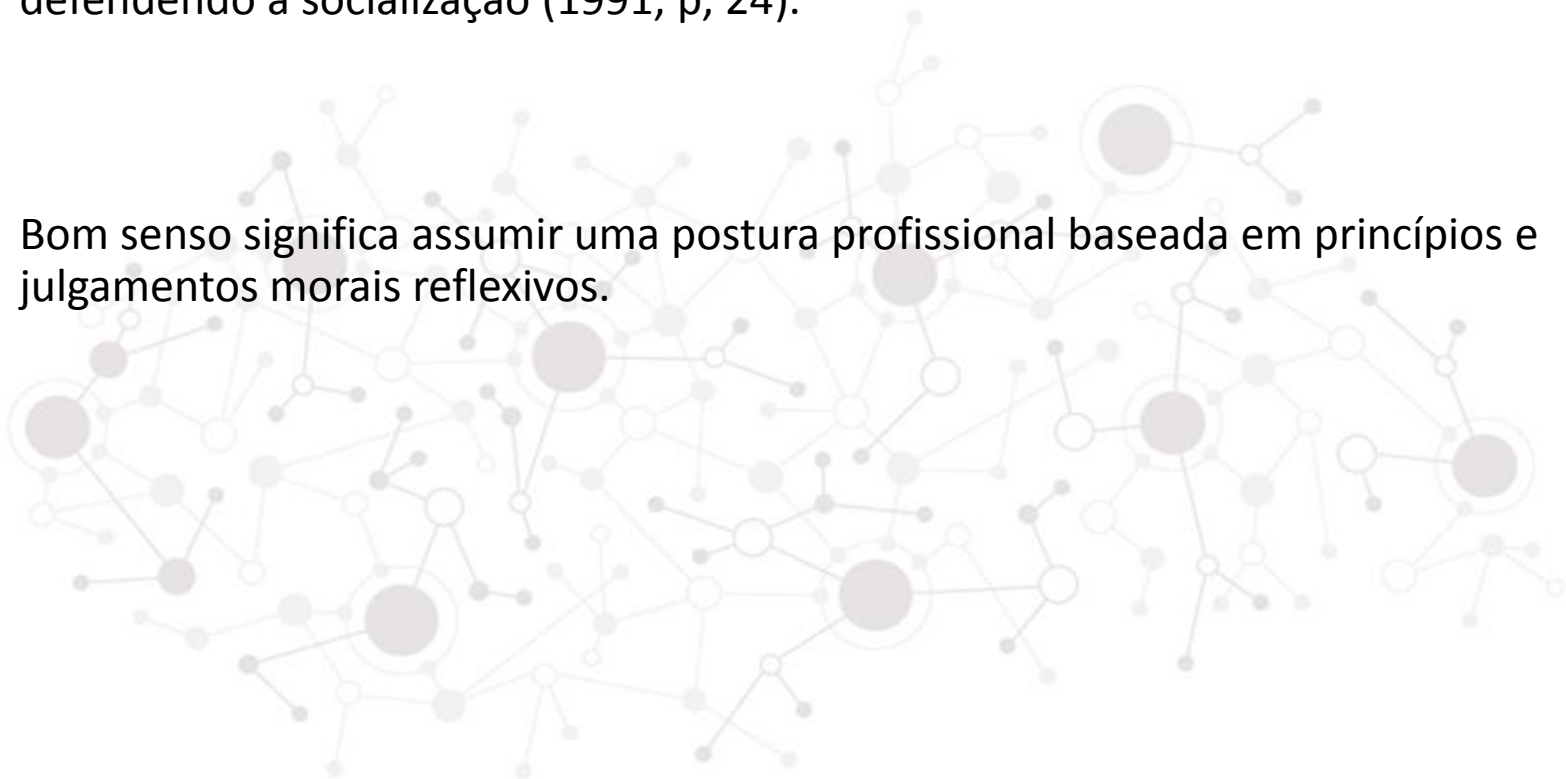 defendendo a socialização (1991, p, 24).
Bom senso significa assumir uma postura profissional baseada em princípios e
julgamentos morais reflexivos.